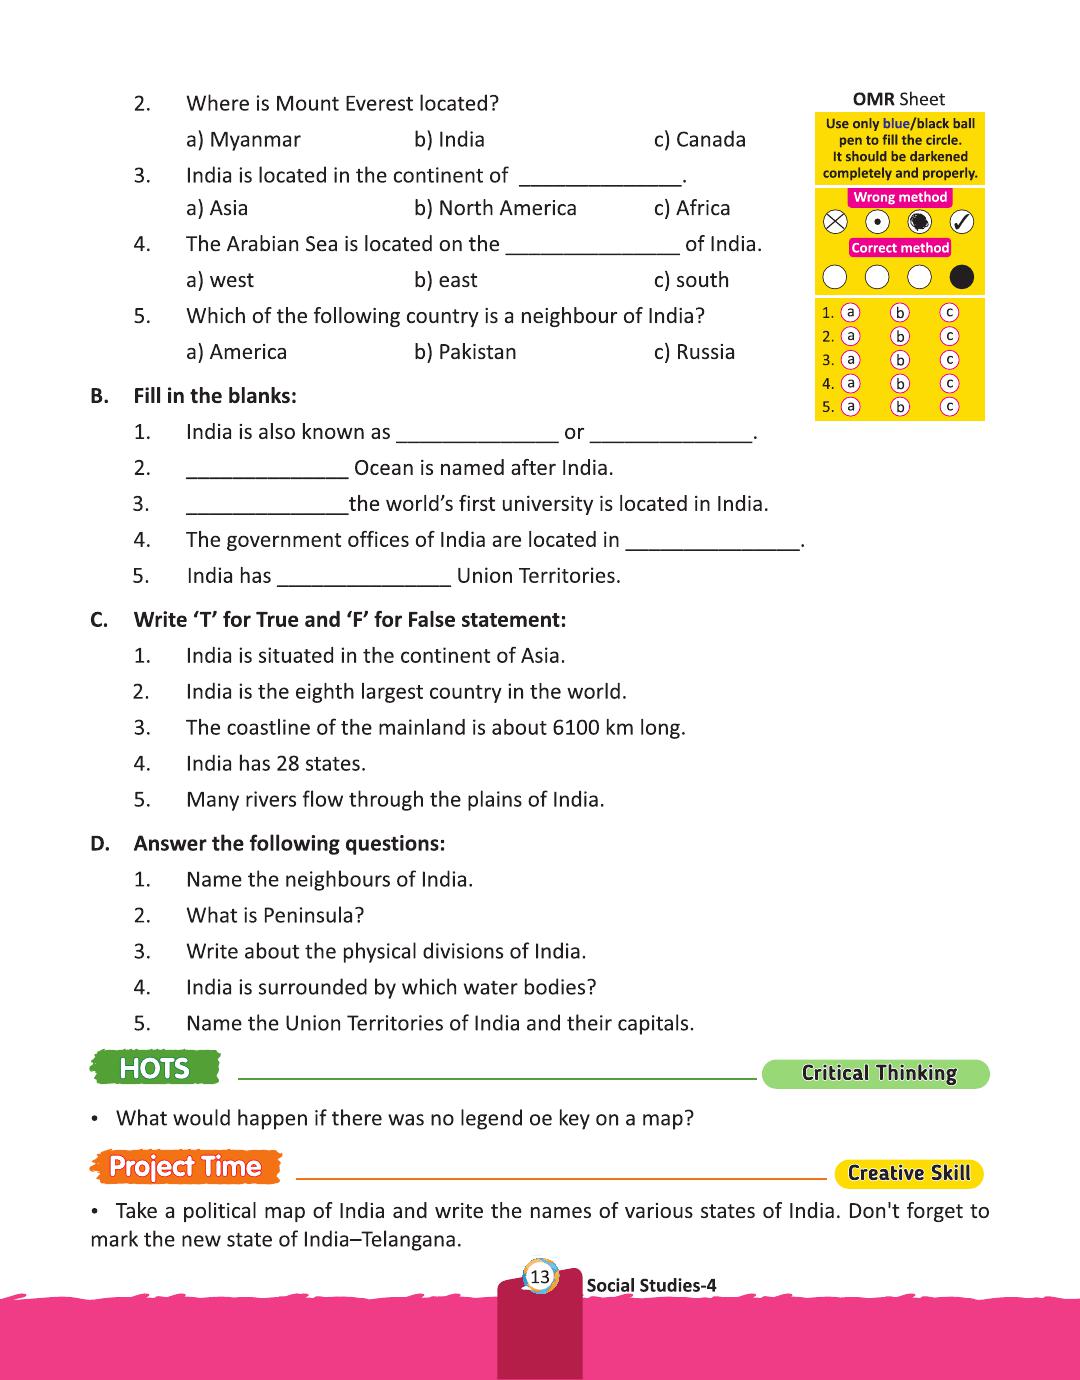 2. Where is Mount Everest located?
a) Myanmar b) India c) Canada
3. India is located in the continent of ______________.
a) Asia b) North America c) Africa
4. The Arabian Sea is located on the _______________ of India.
a) west b) east c) south
5. Which of the following country is a neighbour of India?
a) America b) Pakistan c) Russia
OMR Sheet
Use only blue/black ball
pen to fill the circle.
It should be darkened
completely and properly.
Wrong method
Correct method
1. a b c
2. a b c
3. a b c
4. a b c
5. a b c
B. Fill in the blanks:
1. India is also known as ______________ or ______________.
2. ______________ Ocean is named after India.
3. ______________the world’s first university is located in India.
4. The government offices of India are located in _______________.
5. India has _______________ Union Territories.
C. Write ‘T’ for True and ‘F’ for False statement:
1. India is situated in the continent of Asia.
2. India is the eighth largest country in the world.
3. The coastline of the mainland is about 6100 km long.
4. India has 28 states.
5. Many rivers flow through the plains of India.
D. Answer the following questions:
1. Name the neighbours of India.
2. What is Peninsula?
3. Write about the physical divisions of India.
4. India is surrounded by which water bodies?
5. Name the Union Territories of India and their capitals.
HOTS Critical Thinking
• What would happen if there was no legend oe key on a map?
Project Time Creative Skill
• Take a political map of India and write the names of various states of India. Don't forget to
mark the new state of India–Telangana.
13 Social Studies-4